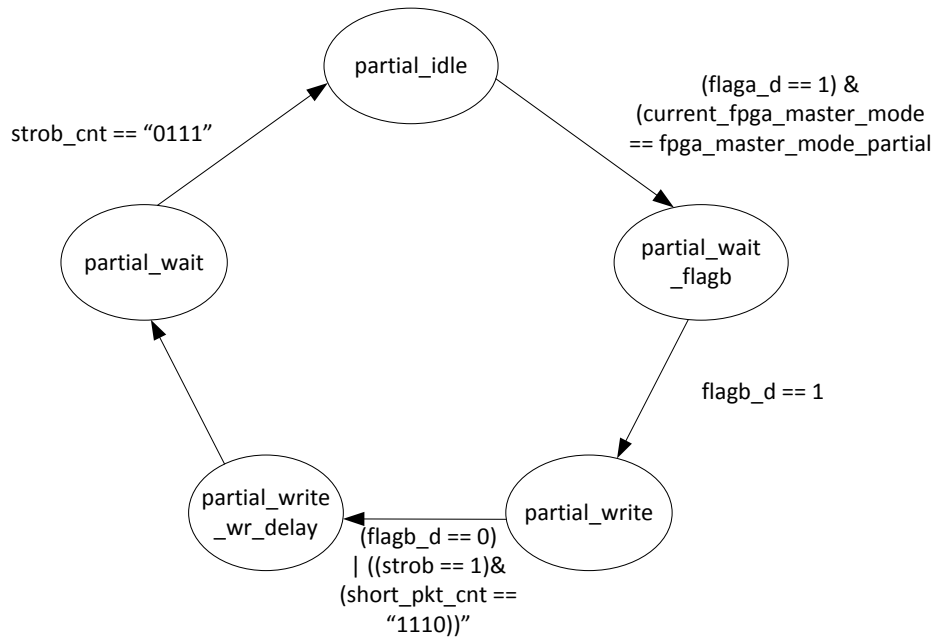 partial_idle
(flaga_d == 1) &
(current_fpga_master_mode
== fpga_master_mode_partial
strob_cnt == “0111”
partial_wait
partial_wait
_flagb
flagb_d == 1
partial_write
_wr_delay
partial_write
(flagb_d == 0)
| ((strob == 1)&
(short_pkt_cnt ==
“1110))”